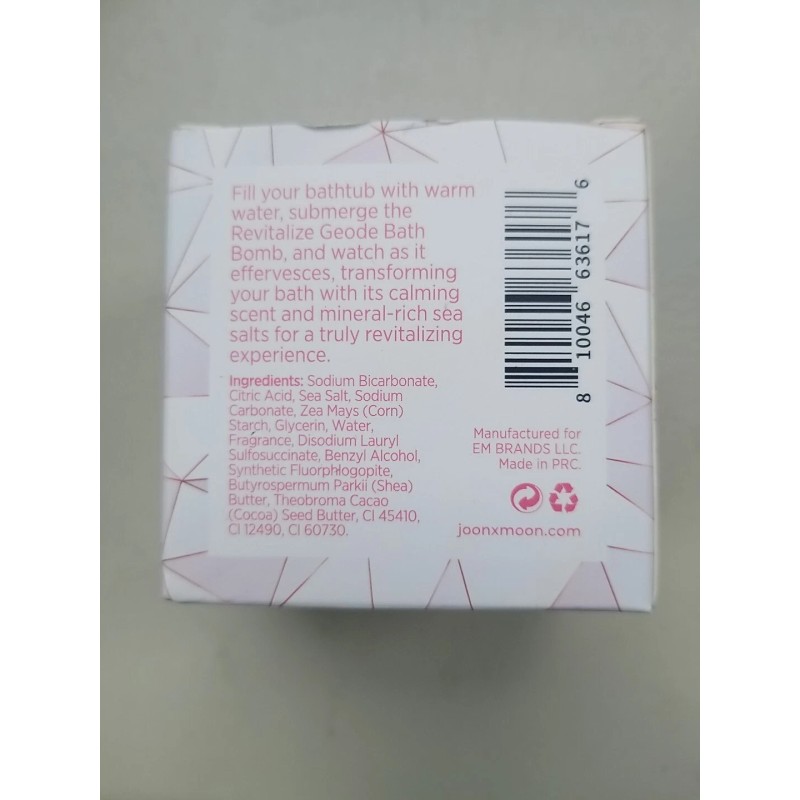 Fill your bathtub with warm
water, submerge the
Revitalize Geode Bath
Bomb, and watch as it
effervesces, transforming
your bath with its calming
scent and mineral-rich sea
salts for a truly revitalizing
experience.
Ingredients: Sodium Bicarbonate,
Citric Acid, Sea Salt, Sodium
Carbonate, Zea Mays (Corn)
Starch, Glycerin, Water,
Fragrance, Disodium Lauryl
Sulfosuccinate, Benzyl Alcohol,
Synthetic Fluorphlogopite,
Butyrospermum Parkii (Shea)
Butter, Theobroma Cacao
(Cocoa) Seed Butter, CI 45410,
CI 12490, CI 60730.
8 10046 63617 6
Manufactured for
EM BRANDS LLC.
Made in PRC.
joonxmoon.com